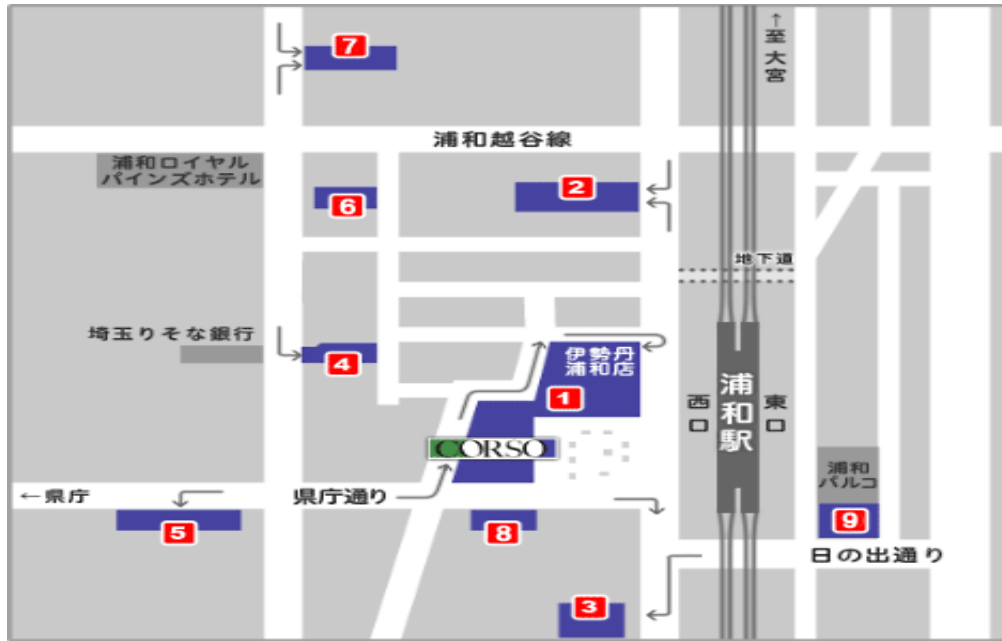 7
↑至大宮
浦和越谷線
浦和ロイヤル
パインズホテル
2
6
地下道
埼玉りそな銀行
4
伊勢丹
浦和店
1
西口
浦和駅
東口
CORSO
浦和
パルコ
←県庁
県庁通り
5
8
9
日の出通り
3